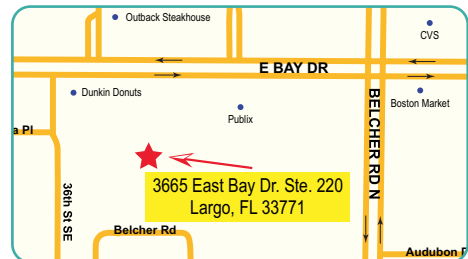 Outback Steakhouse
CVS
E BAY DR
Dunkin Donuts
Publix
BELCHER RD N
Boston Market
a Pl
36th St SE
3665 East Bay Dr. Ste. 220
Largo, FL 33771
Belcher Rd
Audubon P